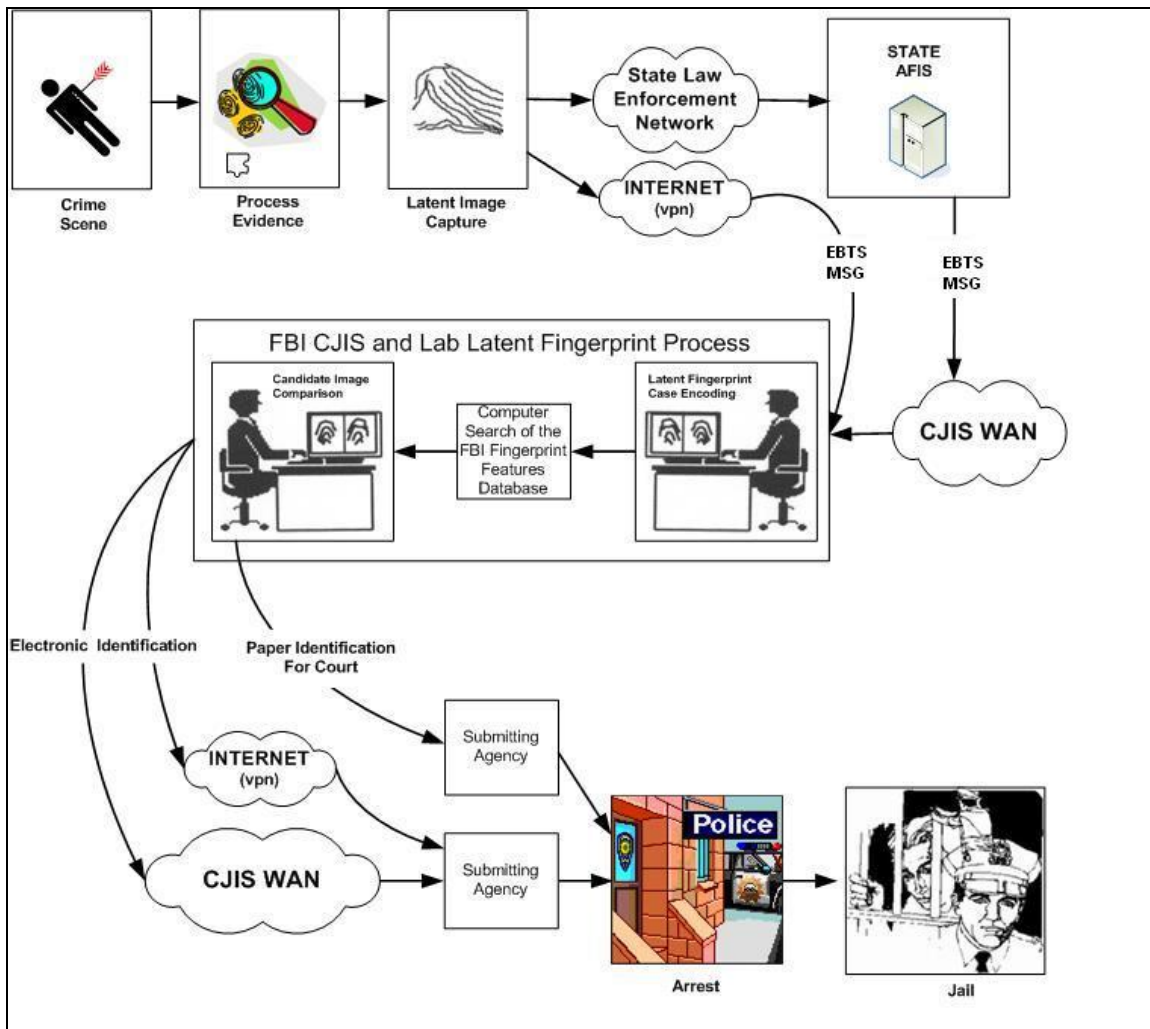 Crime
Scene
Process
Evidence
Latent Image
Capture
State Law
Enforcement
Network
STATE
AFIS
INTERNET
(vpn)
EBTS
MSG
EBTS
MSG
FBI CJIS and Lab Latent Fingerprint Process
Candidate Image
Comparison
Computer
Search of the
FBI Fingerprint
Features
Database
Latent Fingerprint
Case Encoding
CJIS WAN
Electronic Identification
Paper Identification
For Court
INTERNET
(vpn)
CJIS WAN
Submitting
Agency
Submitting
Agency
Police
Arrest
Jail